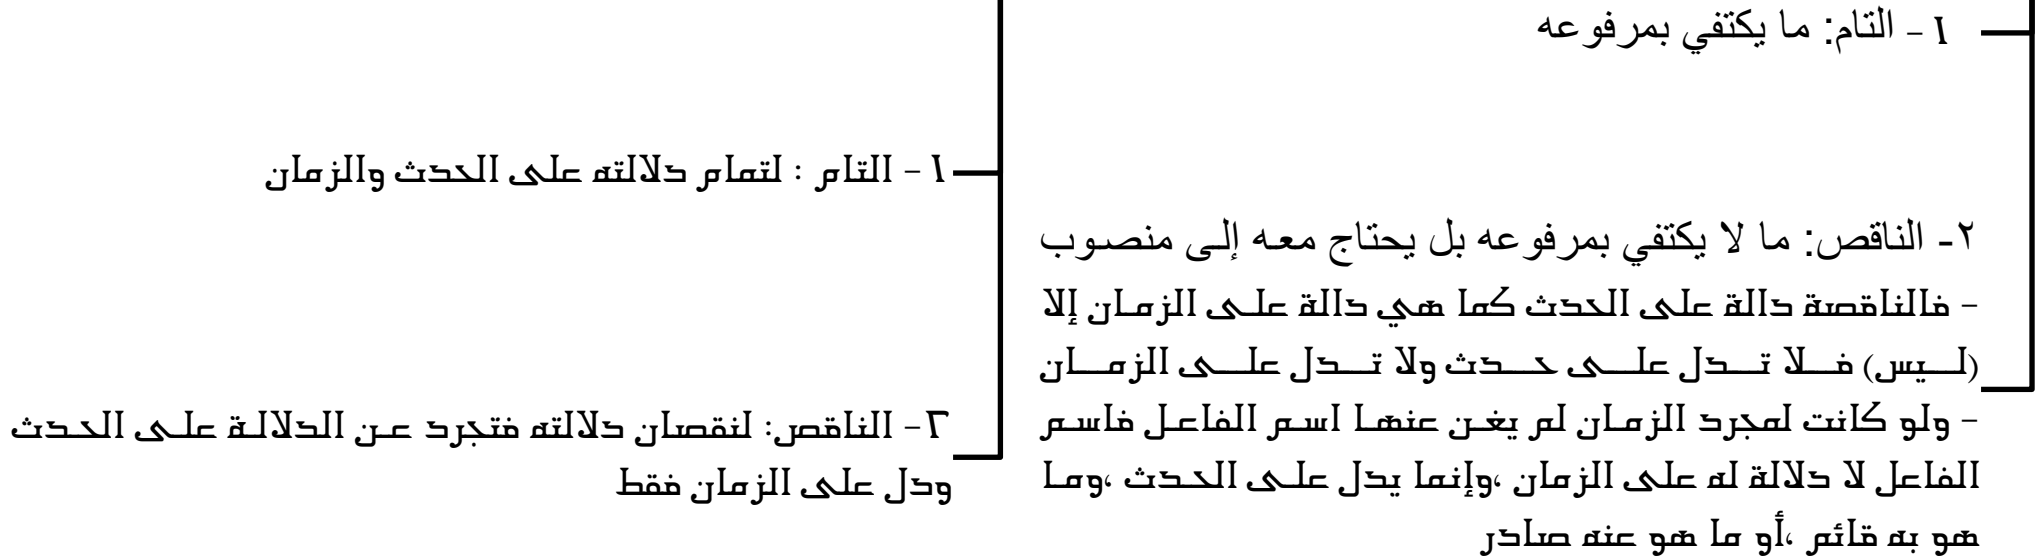 ١ - التام: ما يكتفي بمرفوعه
٢- الناقص: ما لا يكتفي بمرفوعه بل يحتاج معه إلى منصوب
- فالناقصة دالة على الحدث كما هي دالة على الزمان إلا
(ليس) فلا تدل على حدث ولا تدل على الزمان
- ولو كانت لمجرد الزمان لم يغن عنها اسم الفاعل فاسم
الفاعل لا دلالة له على الزمان ،وإنما يدل على الحدث ،وما
هو به قائم ،أو ما هو عنه صادر
١ - التام : لتمام دلالته على الحدث والزمان
٢- الناقص: لنقصان دلالته فتجرد عن الدلالة على الحدث
ودل على الزمان فقط